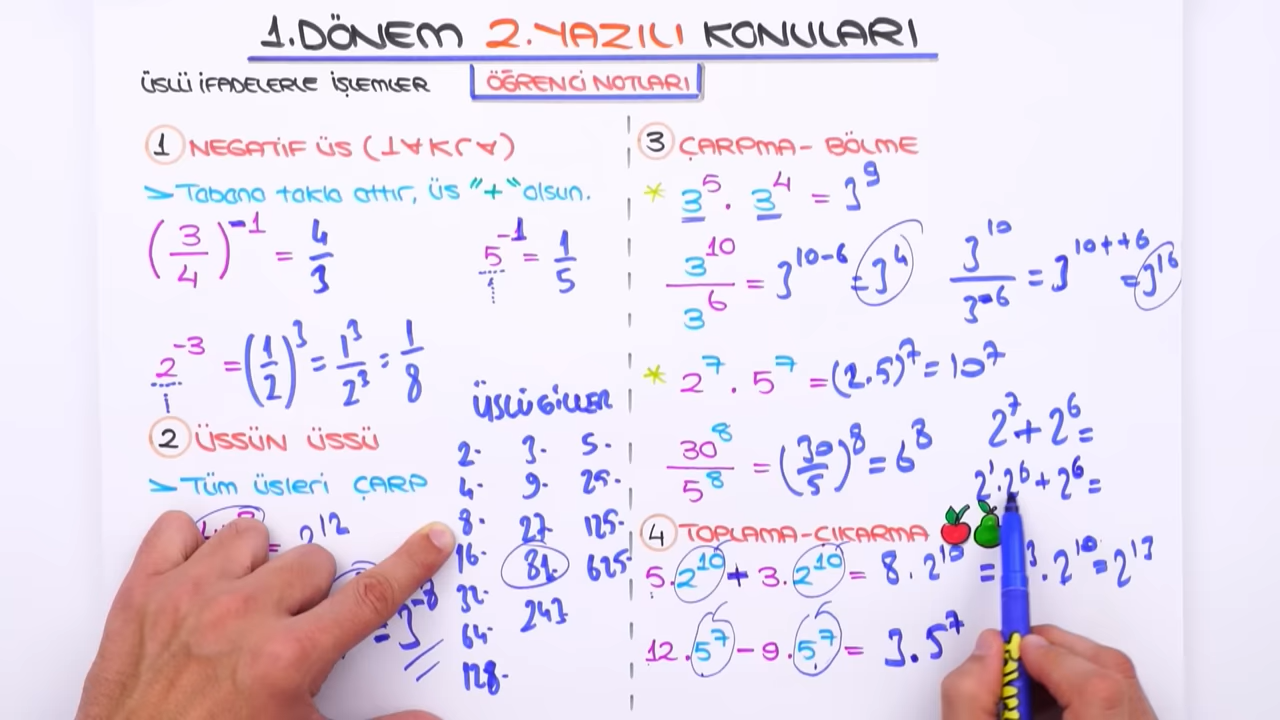 1.DÖNEM 2.YAZILI KONULARI
ÜSLÜ İFADELERLE İŞLEMLER
ÖĞRENCİ NOTLARI
1 NEGATİF ÜS (T∀KL∀)
> Tabana takla attır, üs "+" olsun.
(3/4)^-1 = 4/3
5^-1 = 1/5
2^-3 = (1/2)^3 = 1^3/2^3 = 1/8
2 ÜSSÜN ÜSSÜ
> Tüm üsleri ÇARP
= 2^12
= 3^-8
ÜSLÜGİLLER
2. 3. 5.
4. 9. 25.
8. 27 125.
16. 81. 625.
32. 243
64.
128.
3 ÇARPMA- BÖLME
* 3^5 . 3^4 = 3^9
3^10/3^6 = 3^10-6 = 3^4
3^10/3^-6 = 3^10++6 = 3^16
* 2^7 . 5^7 = (2.5)^7 = 10^7
30^8/5^8 = (30/5)^8 = 6^8
2^7 + 2^6 =
2^1 . 2^6 + 2^6 =
4 TOPLAMA-ÇIKARMA
5.2^10 + 3.2^10 = 8.2^10 = ^3 . 2^10 = 2^13
12.5^7 - 9.5^7 = 3.5^7